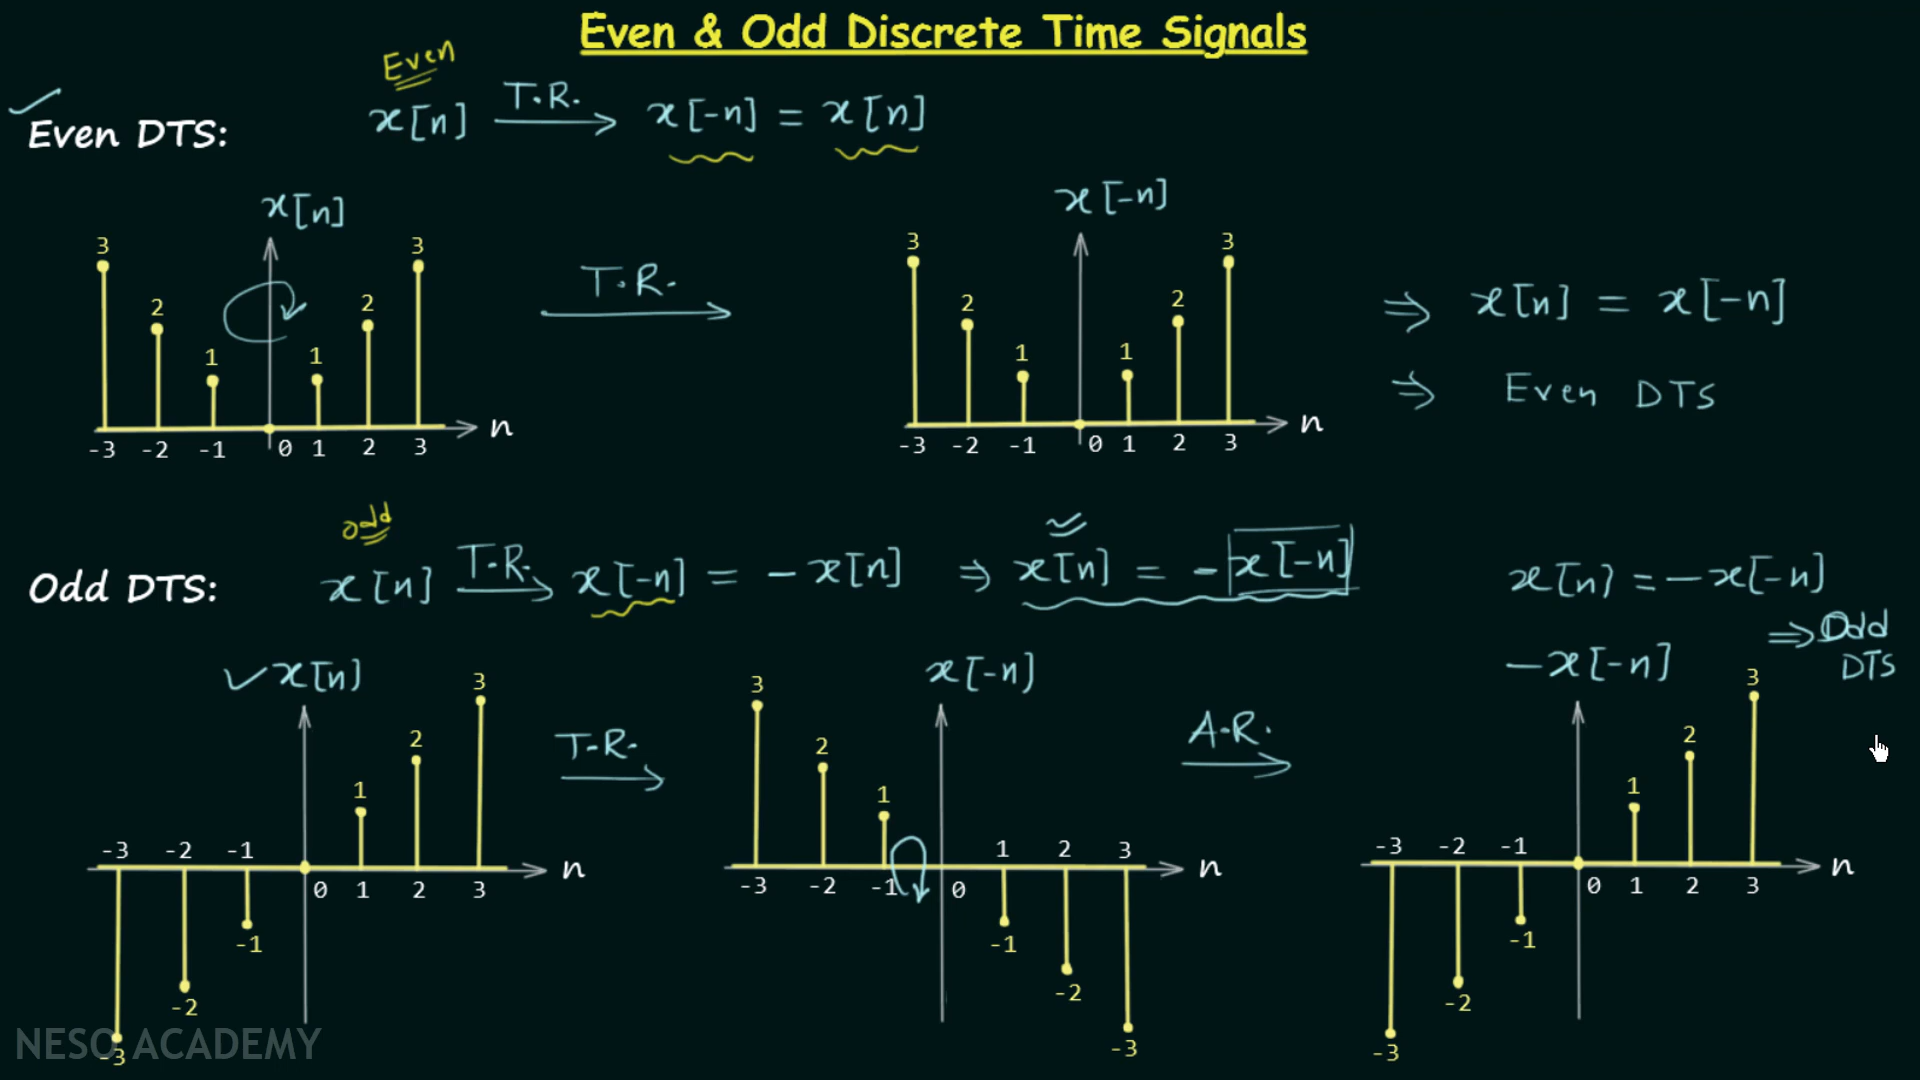 Even & Odd Discrete Time Signals
Even
Even DTS: x[n] T.R. x[-n] = x[n]
x[n]
3 2 1 1 2 3
-3 -2 -1 0 1 2 3 n
T.R.
x[-n]
3 2 1 1 2 3
-3 -2 -1 0 1 2 3 n
⇒ x[n] = x[-n]
⇒ Even DTS
odd
Odd DTS: x[n] T.R. x[-n] = -x[n] ⇒ x[n] = -x[-n]
x[n] = -x[-n]
⇒ Odd
DTS
✓ x[n]
3
2
1
-3 -2 -1
0 1 2 3 n
-1
-2
-3
T.R.
x[-n]
3
2
1
1 2 3
-3 -2 -1 0 n
-1
-2
-3
A.R.
-x[-n]
3
2
1
-3 -2 -1
0 1 2 3 n
-1
-2
-3
NESO ACADEMY